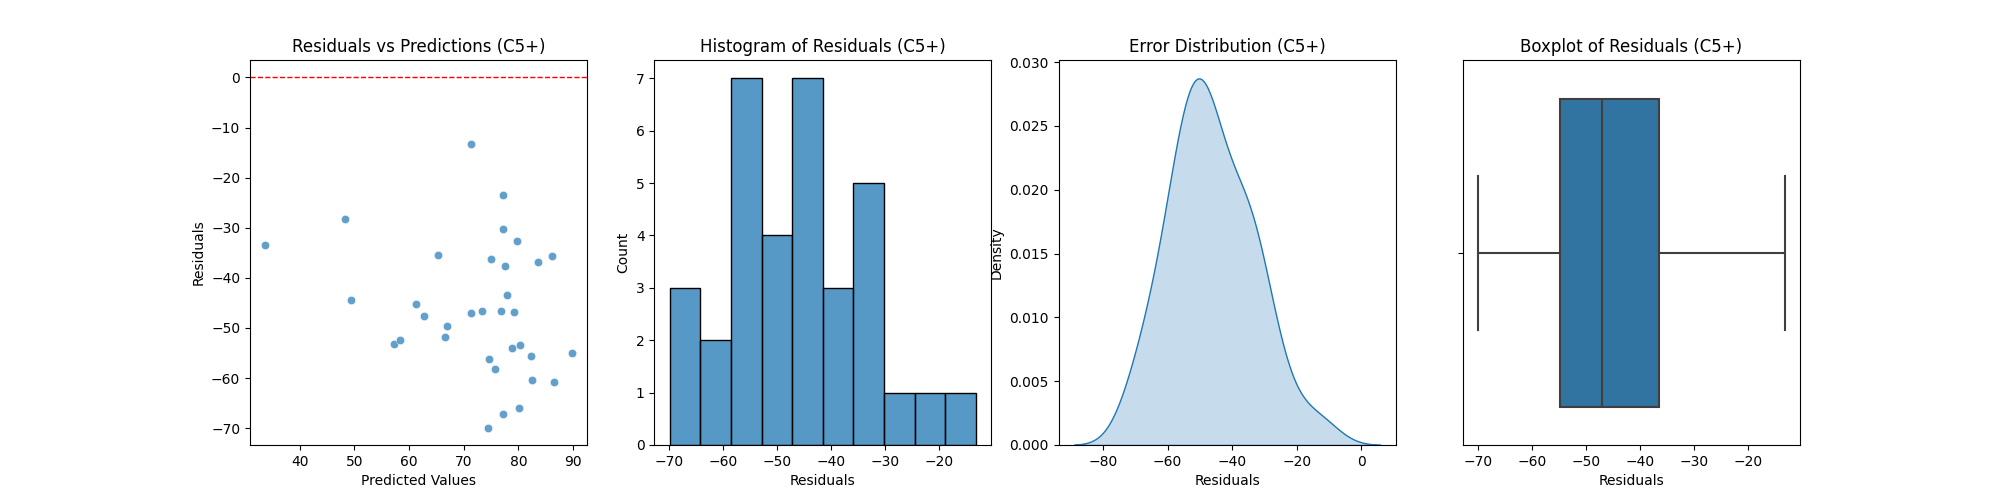 Residuals vs Predictions (C5+)
0
−10
−20
−30
−40
−50
−60
−70
Residuals
40 50 60 70 80 90
Predicted Values
Histogram of Residuals (C5+)
7
6
5
4
3
2
1
0
Count
−70 −60 −50 −40 −30 −20
Residuals
Error Distribution (C5+)
0.030
0.025
0.020
0.015
0.010
0.005
0.000
Density
−80 −60 −40 −20 0
Residuals
Boxplot of Residuals (C5+)
−70 −60 −50 −40 −30 −20
Residuals